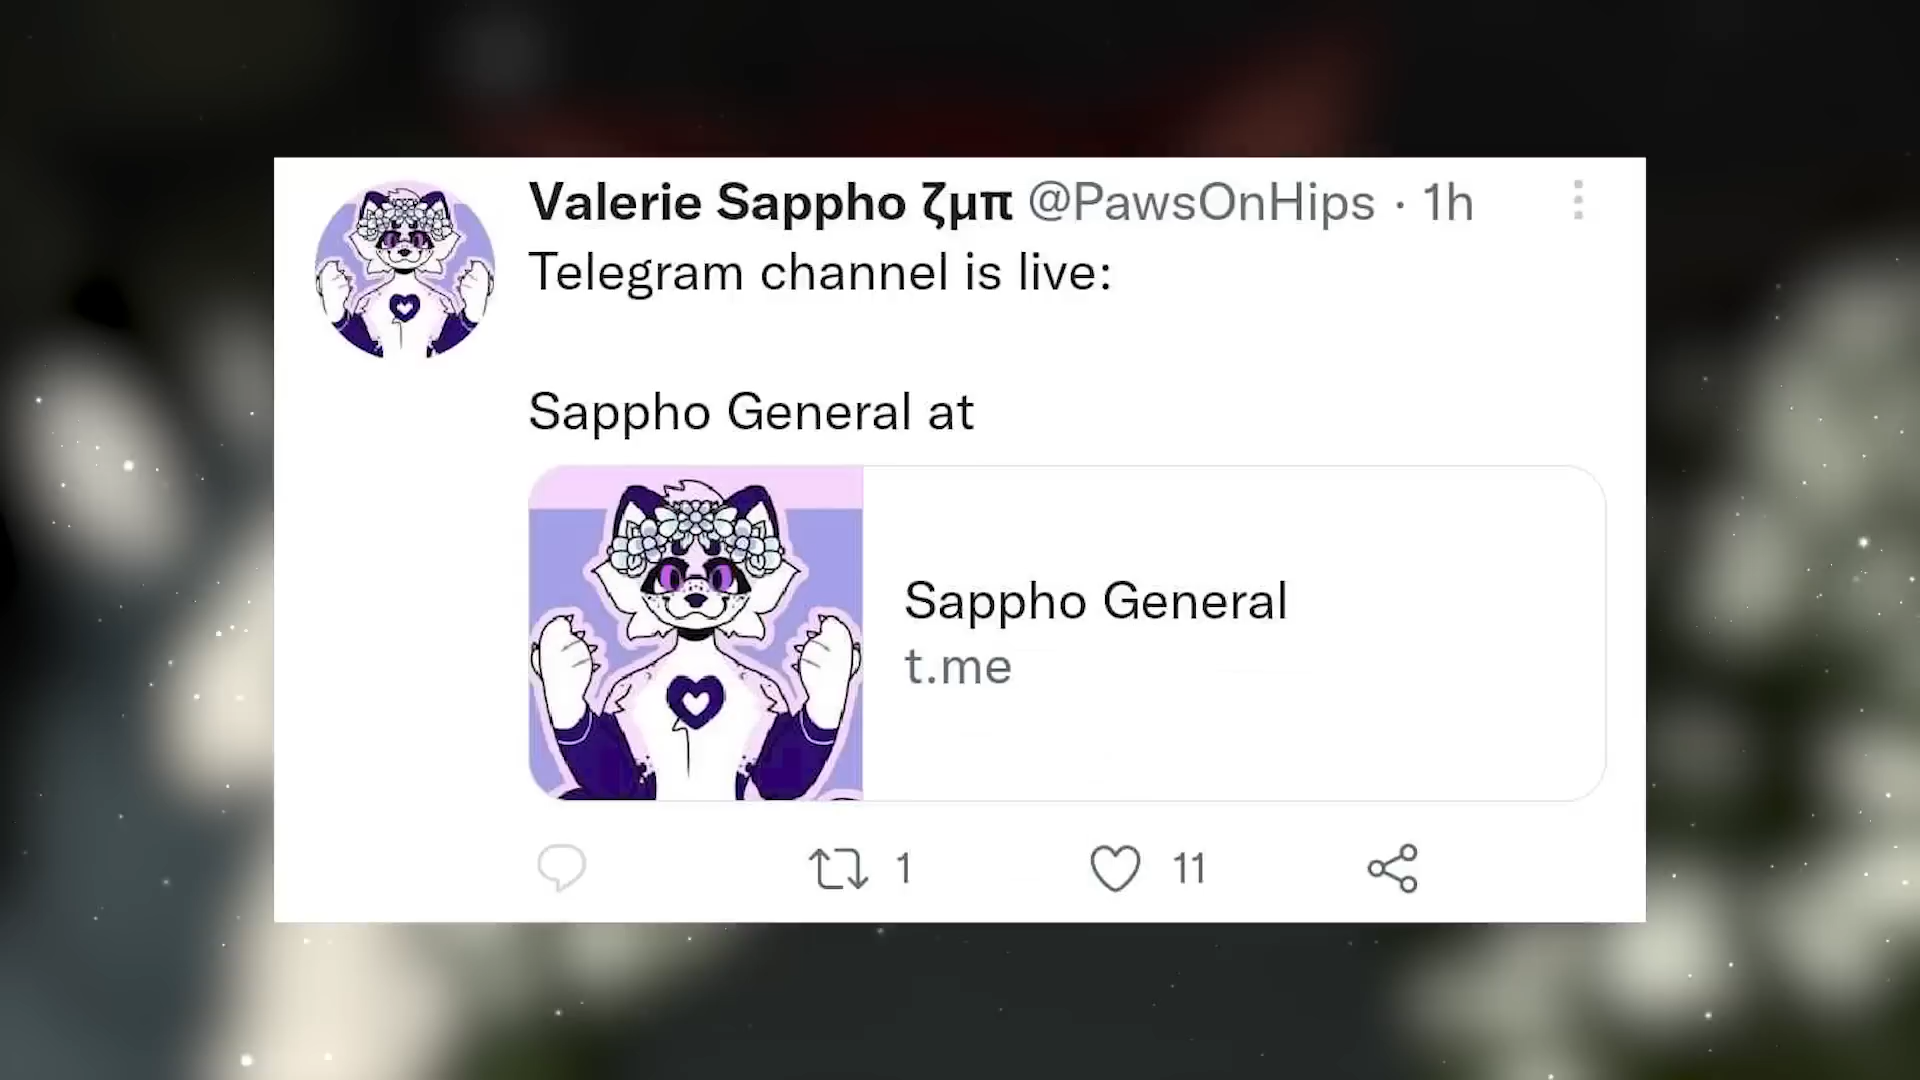 Valerie Sappho ζμπ @PawsOnHips · 1h
Telegram channel is live:
Sappho General at
Sappho General
t.me
1
11